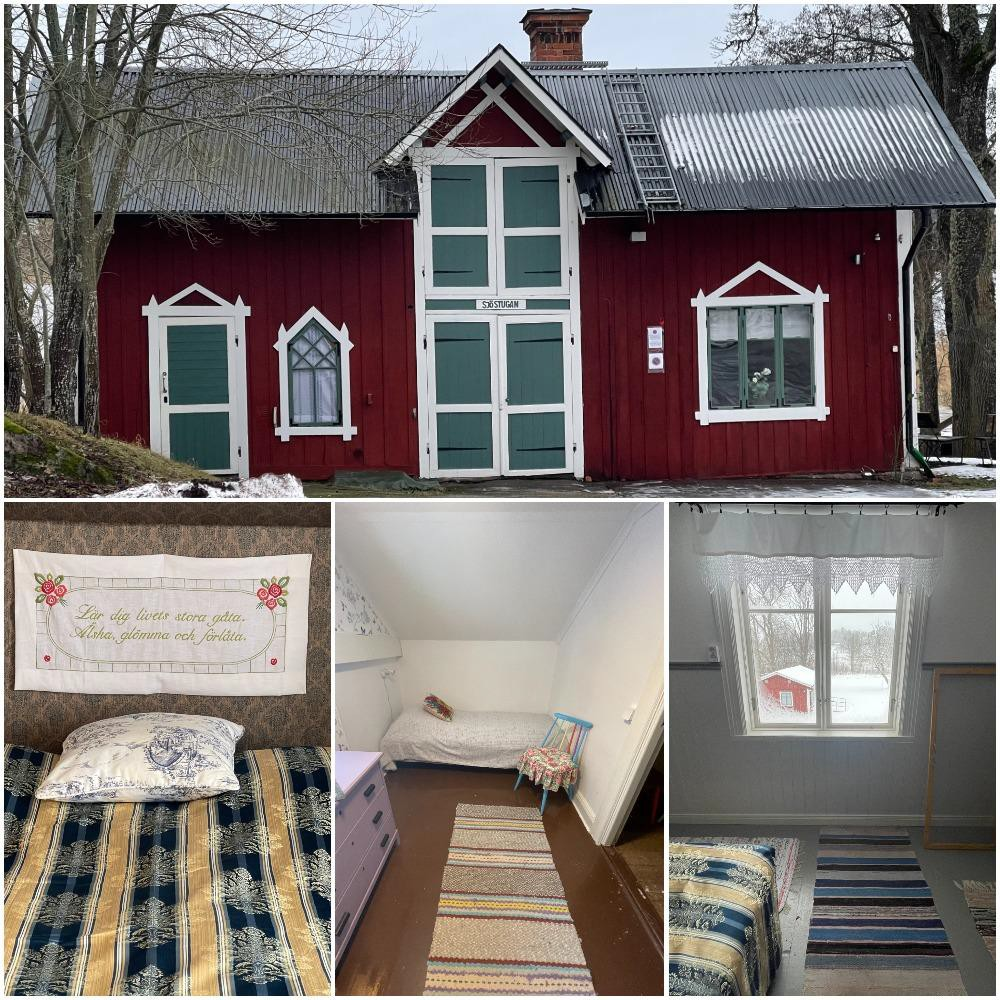 SJÖSTUGAN
Lär dig livets stora gåta.
Älska, glömma och förlåta.